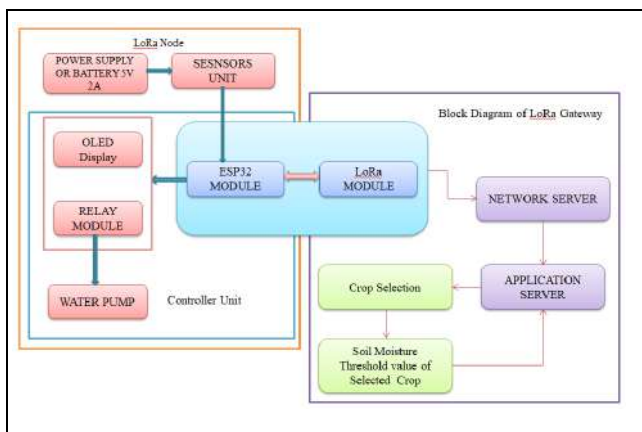 LoRa Node
POWER SUPPLY
OR BATTERY 5V
2A
SESNSORS
UNIT
Block Diagram of LoRa Gateway
OLED
Display
ESP32
MODULE
LoRa
MODULE
RELAY
MODULE
NETWORK SERVER
WATER PUMP
Controller Unit
Crop Selection
APPLICATION
SERVER
Soil Moisture
Threshold value of
Selected Crop